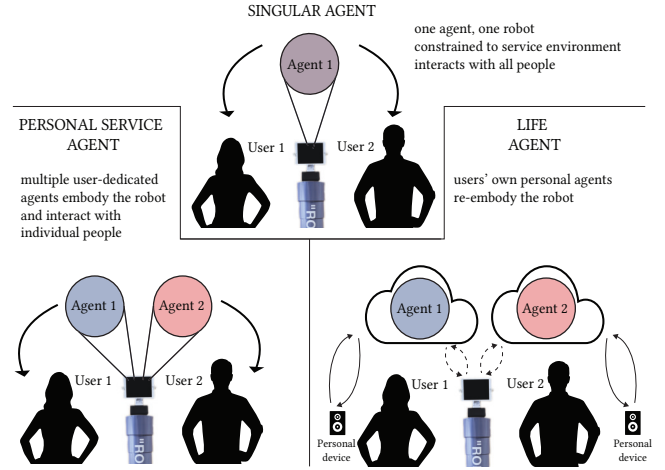 SINGULAR AGENT
one agent, one robot
constrained to service environment
interacts with all people
Agent 1
User 1
User 2
"RO
PERSONAL SERVICE
AGENT
multiple user-dedicated
agents embody the robot
and interact with
individual people
LIFE
AGENT
users' own personal agents
re-embody the robot
Agent 1
Agent 2
User 1
User 2
"RO
Agent 1
Agent 2
User 1
User 2
"RO
Personal
device
Personal
device